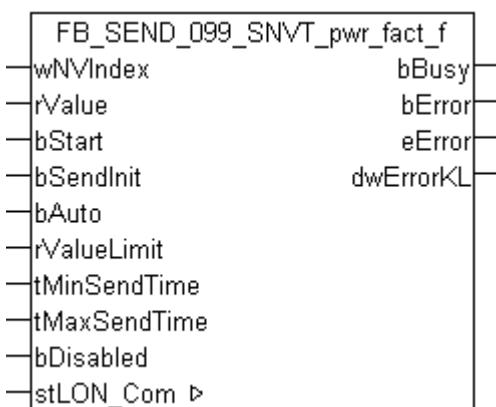 FB_SEND_099_SNVT_pwr_fact_f
wNVIndex bBusy
rValue bError
bStart eError
bSendInit dwErrorKL
bAuto
rValueLimit
tMinSendTime
tMaxSendTime
bDisabled
stLON_Com ▷